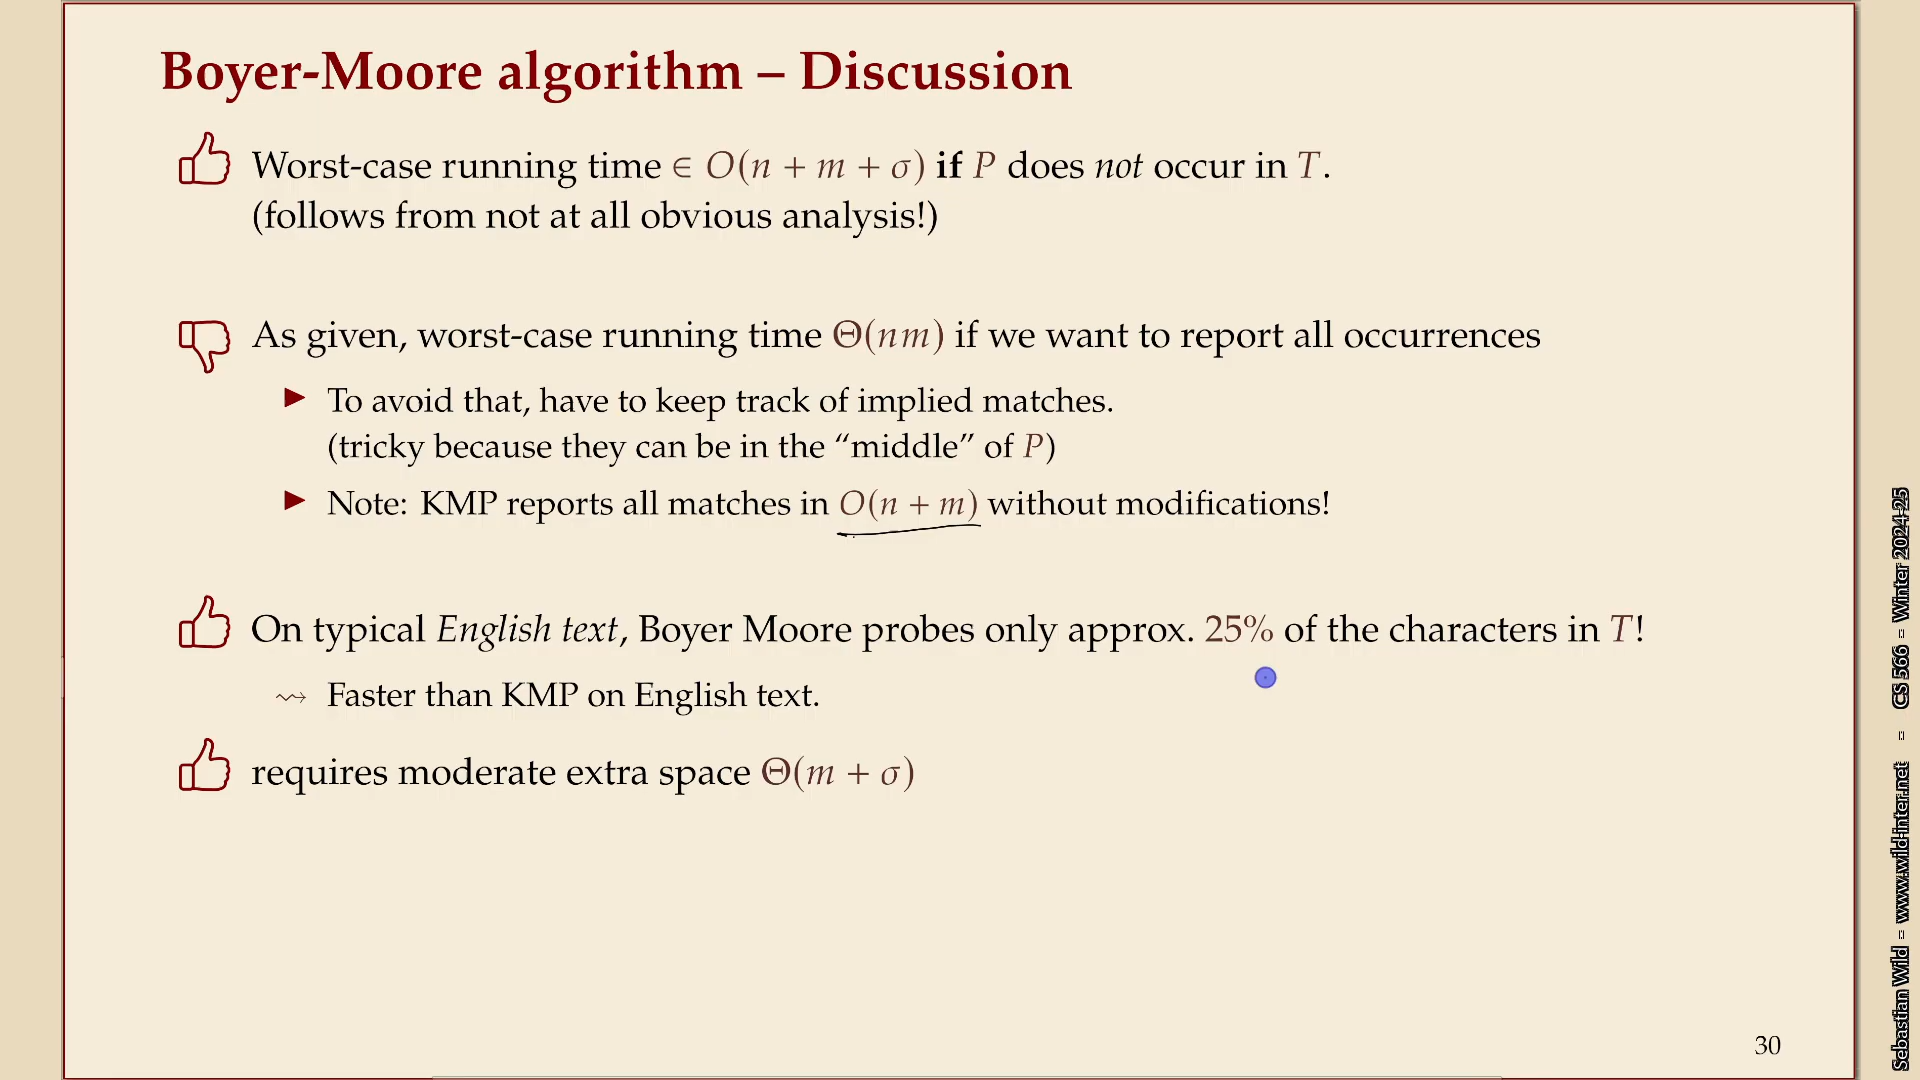 Boyer-Moore algorithm – Discussion
Worst-case running time ∈ O(n + m + σ) if P does not occur in T.
(follows from not at all obvious analysis!)
As given, worst-case running time Θ(nm) if we want to report all occurrences
▶ To avoid that, have to keep track of implied matches.
(tricky because they can be in the “middle” of P)
▶ Note: KMP reports all matches in O(n + m) without modifications!
On typical English text, Boyer Moore probes only approx. 25% of the characters in T!
⇝ Faster than KMP on English text.
requires moderate extra space Θ(m + σ)
30
Sebastian Wild – www.wild-inter.net – CS 566 – Winter 2024-25